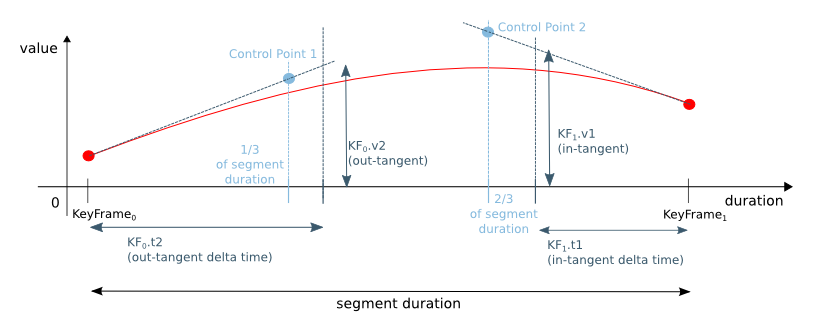 Control Point 2
value
Control Point 1
KF₁.v1
(in-tangent)
KF₀.v2
(out-tangent)
1/3
of segment
duration
0
KeyFrame₀
2/3
of segment
duration
duration
KeyFrame₁
KF₀.t2
(out-tangent delta time)
KF₁.t1
(in-tangent delta time)
segment duration